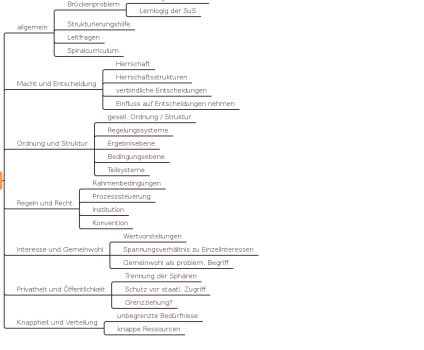 Brückenproblem
Lernlogig der SuS
allgemein
Strukturierungshilfe
Leitfragen
Spiralcurriculum
Herrschaft
Macht und Entscheidung
Herrschaftsstrukturen
verbindliche Entscheidungen
Einfluss auf Entscheidungen nehmen
gesell. Ordnung / Struktur
Regelungssysteme
Ordnung und Struktur
Ergebnisebene
Bedingungsebene
Teilsysteme
Rahmenbedingungen
Prozesssteuerung
Regeln und Recht
Institution
Konvention
Wertvorstellungen
Interesse und Gemeinwohl
Spannungsverhältnis zu Einzelinteressen
Gemeinwohl als problem. Begriff
Trennung der Sphären
Privatheit und Öffentlichkeit
Schutz vor staatl. Zugriff
Grenzziehung?
unbegrenzte Bedürfnisse
Knappheit und Verteilung
knappe Ressourcen